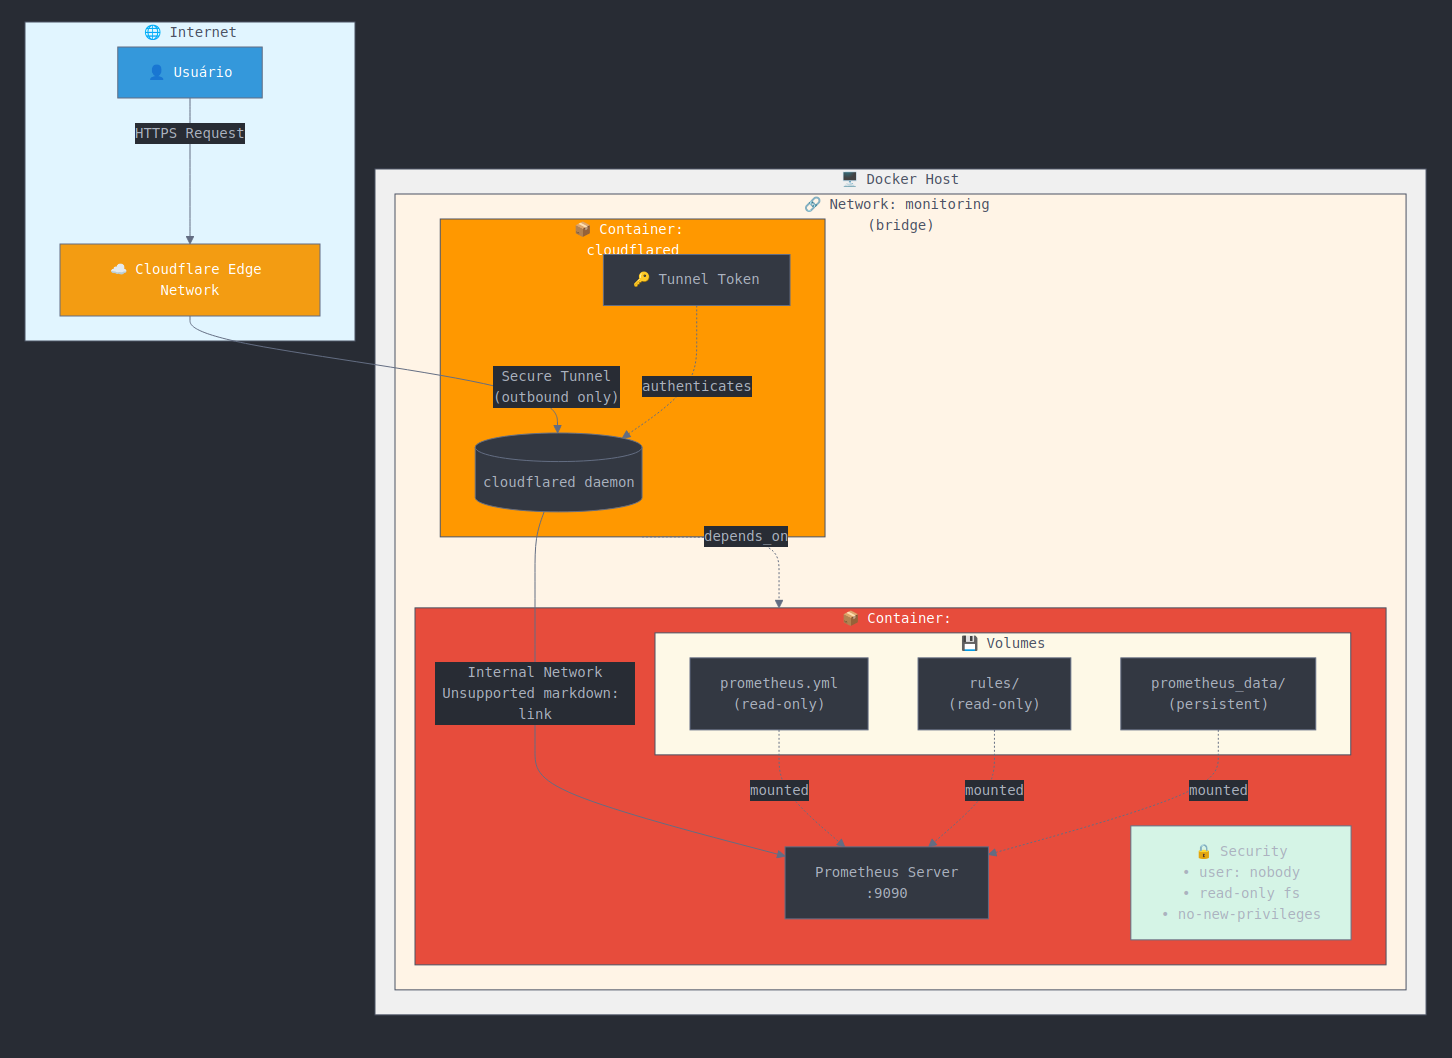 🌐 Internet
👤 Usuário
HTTPS Request
☁️ Cloudflare Edge
Network
🖥️ Docker Host
🔗 Network: monitoring
(bridge)
📦 Container:
cloudflared
🔑 Tunnel Token
Secure Tunnel
(outbound only)
authenticates
cloudflared daemon
depends_on
📦 Container:
💾 Volumes
Internal Network
Unsupported markdown:
link
prometheus.yml
(read-only)
rules/
(read-only)
prometheus_data/
(persistent)
mounted
mounted
mounted
Prometheus Server
:9090
🔒 Security
• user: nobody
• read-only fs
• no-new-privileges